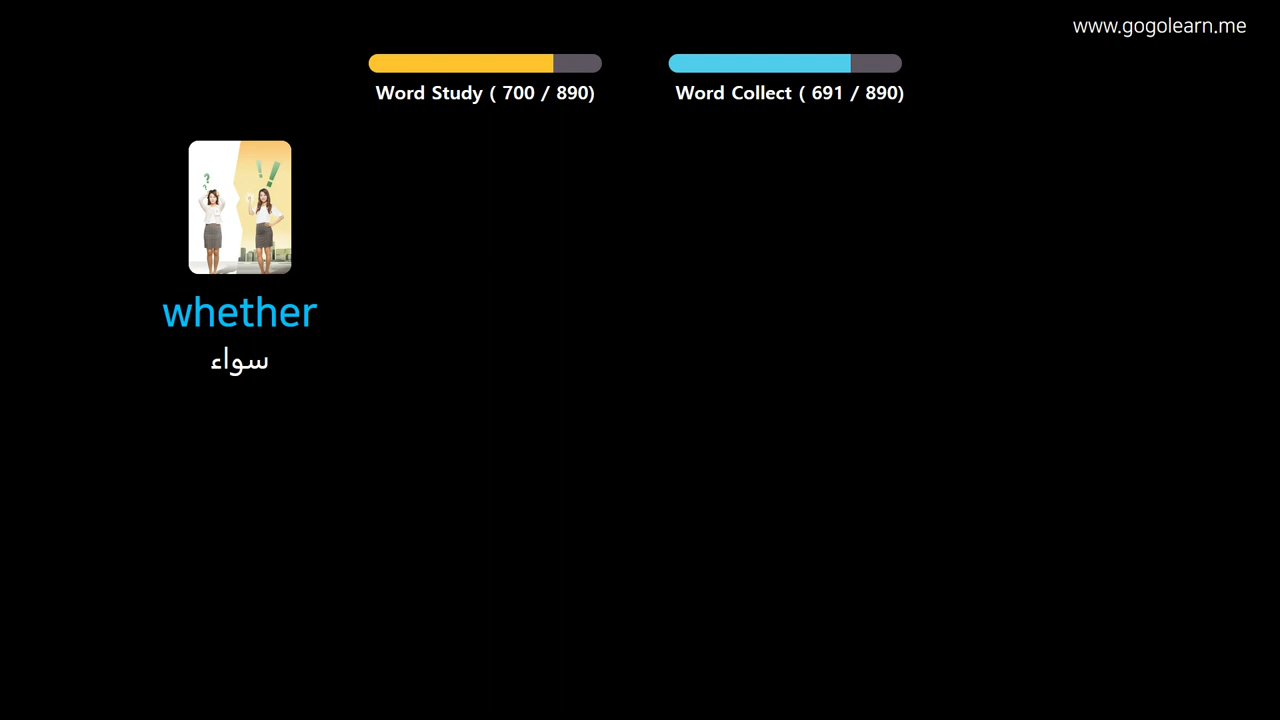 www.gogolearn.me
Word Study ( 700 / 890)
Word Collect ( 691 / 890)
whether
سواء